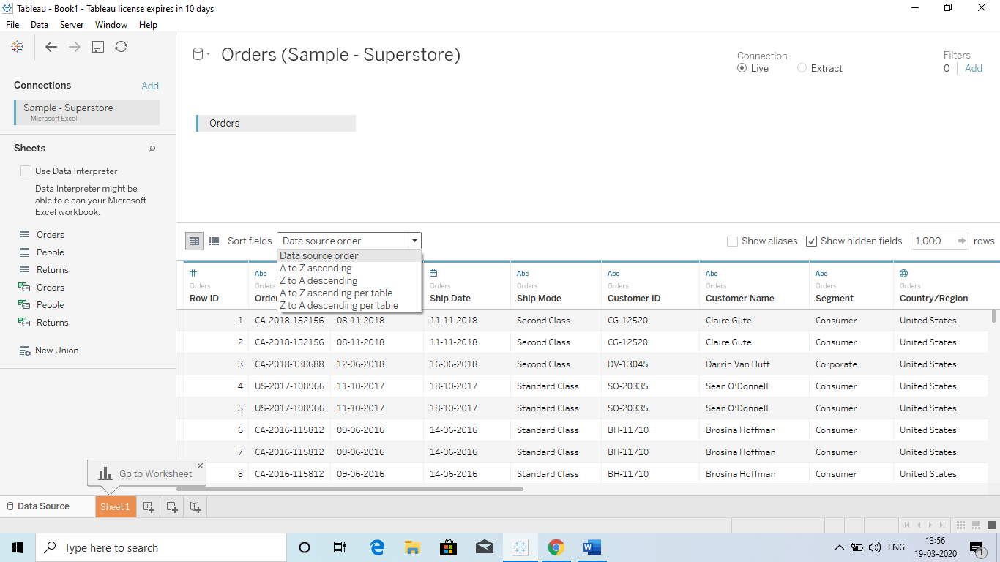 Tableau - Book1 - Tableau license expires in 10 days
File Data Server Window Help
Connections Add
Sample - Superstore
Microsoft Excel
Sheets
Use Data Interpreter
Data Interpreter might be
able to clean your Microsoft
Excel workbook.
Orders
People
Returns
Orders
People
Returns
New Union
Orders (Sample - Superstore)
Connection
Live Extract
Filters
0 Add
Orders
Sort fields Data source order
Show aliases Show hidden fields 1,000 rows
Data source order
A to Z ascending
Z to A descending
A to Z ascending per table
Z to A descending per table
# Abc Abc Abc Abc Abc
Orders Orders Orders Orders Orders Orders Orders Orders
Row ID Order Ship Date Ship Mode Customer ID Customer Name Segment Country/Region
1 CA-2018-152156 08-11-2018 11-11-2018 Second Class CG-12520 Claire Gute Consumer United States
2 CA-2018-152156 08-11-2018 11-11-2018 Second Class CG-12520 Claire Gute Consumer United States
3 CA-2018-138688 12-06-2018 16-06-2018 Second Class DV-13045 Darrin Van Huff Corporate United States
4 US-2017-108966 11-10-2017 18-10-2017 Standard Class SO-20335 Sean O'Donnell Consumer United States
5 US-2017-108966 11-10-2017 18-10-2017 Standard Class SO-20335 Sean O'Donnell Consumer United States
6 CA-2016-115812 09-06-2016 14-06-2016 Standard Class BH-11710 Brosina Hoffman Consumer United States
7 CA-2016-115812 09-06-2016 14-06-2016 Standard Class BH-11710 Brosina Hoffman Consumer United States
8 CA-2016-115812 09-06-2016 14-06-2016 Standard Class BH-11710 Brosina Hoffman Consumer United States
Go to Worksheet
Data Source Sheet 1
Type here to search
ENG
13:56
19-03-2020
1